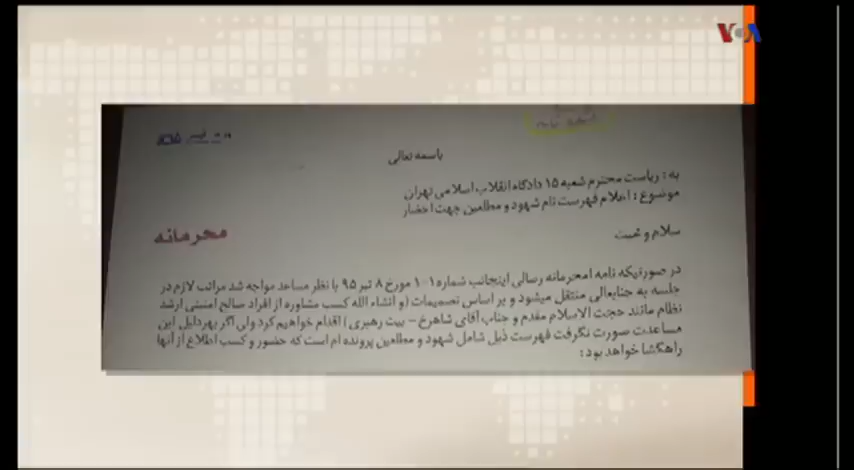 VOA
باسمه تعالی
به : ریاست محترم شعبه ۱۵ دادگاه انقلاب اسلامی تهران
موضوع : اعلام فهرست نام شهود و مطلعین جهت احضار
محرمانه
سلام و تحیت
در صورتیکه نامه محرمانه رسالی اینجانب شماره ۱-۱ مورخ ۸ تیر ۹۵ با نظر مساعد مواجه شد مراتب لازم در
جلسه به جنابعالی منتقل میشود و بر اساس تصمیمات (و انشاء الله کسب مشاوره از افراد صالح امنیتی ارشد
نظام مانند حجت الاسلام مقدم و جناب آقای شاهرخ – بیت رهبری) اقدام خواهیم کرد ولی اگر بهر دلیل این
مساعدت صورت نگرفت فهرست ذیل شامل شهود و مطلعین پرونده ام است که حضور و کسب اطلاع از آنها
راهگشا خواهد بود :